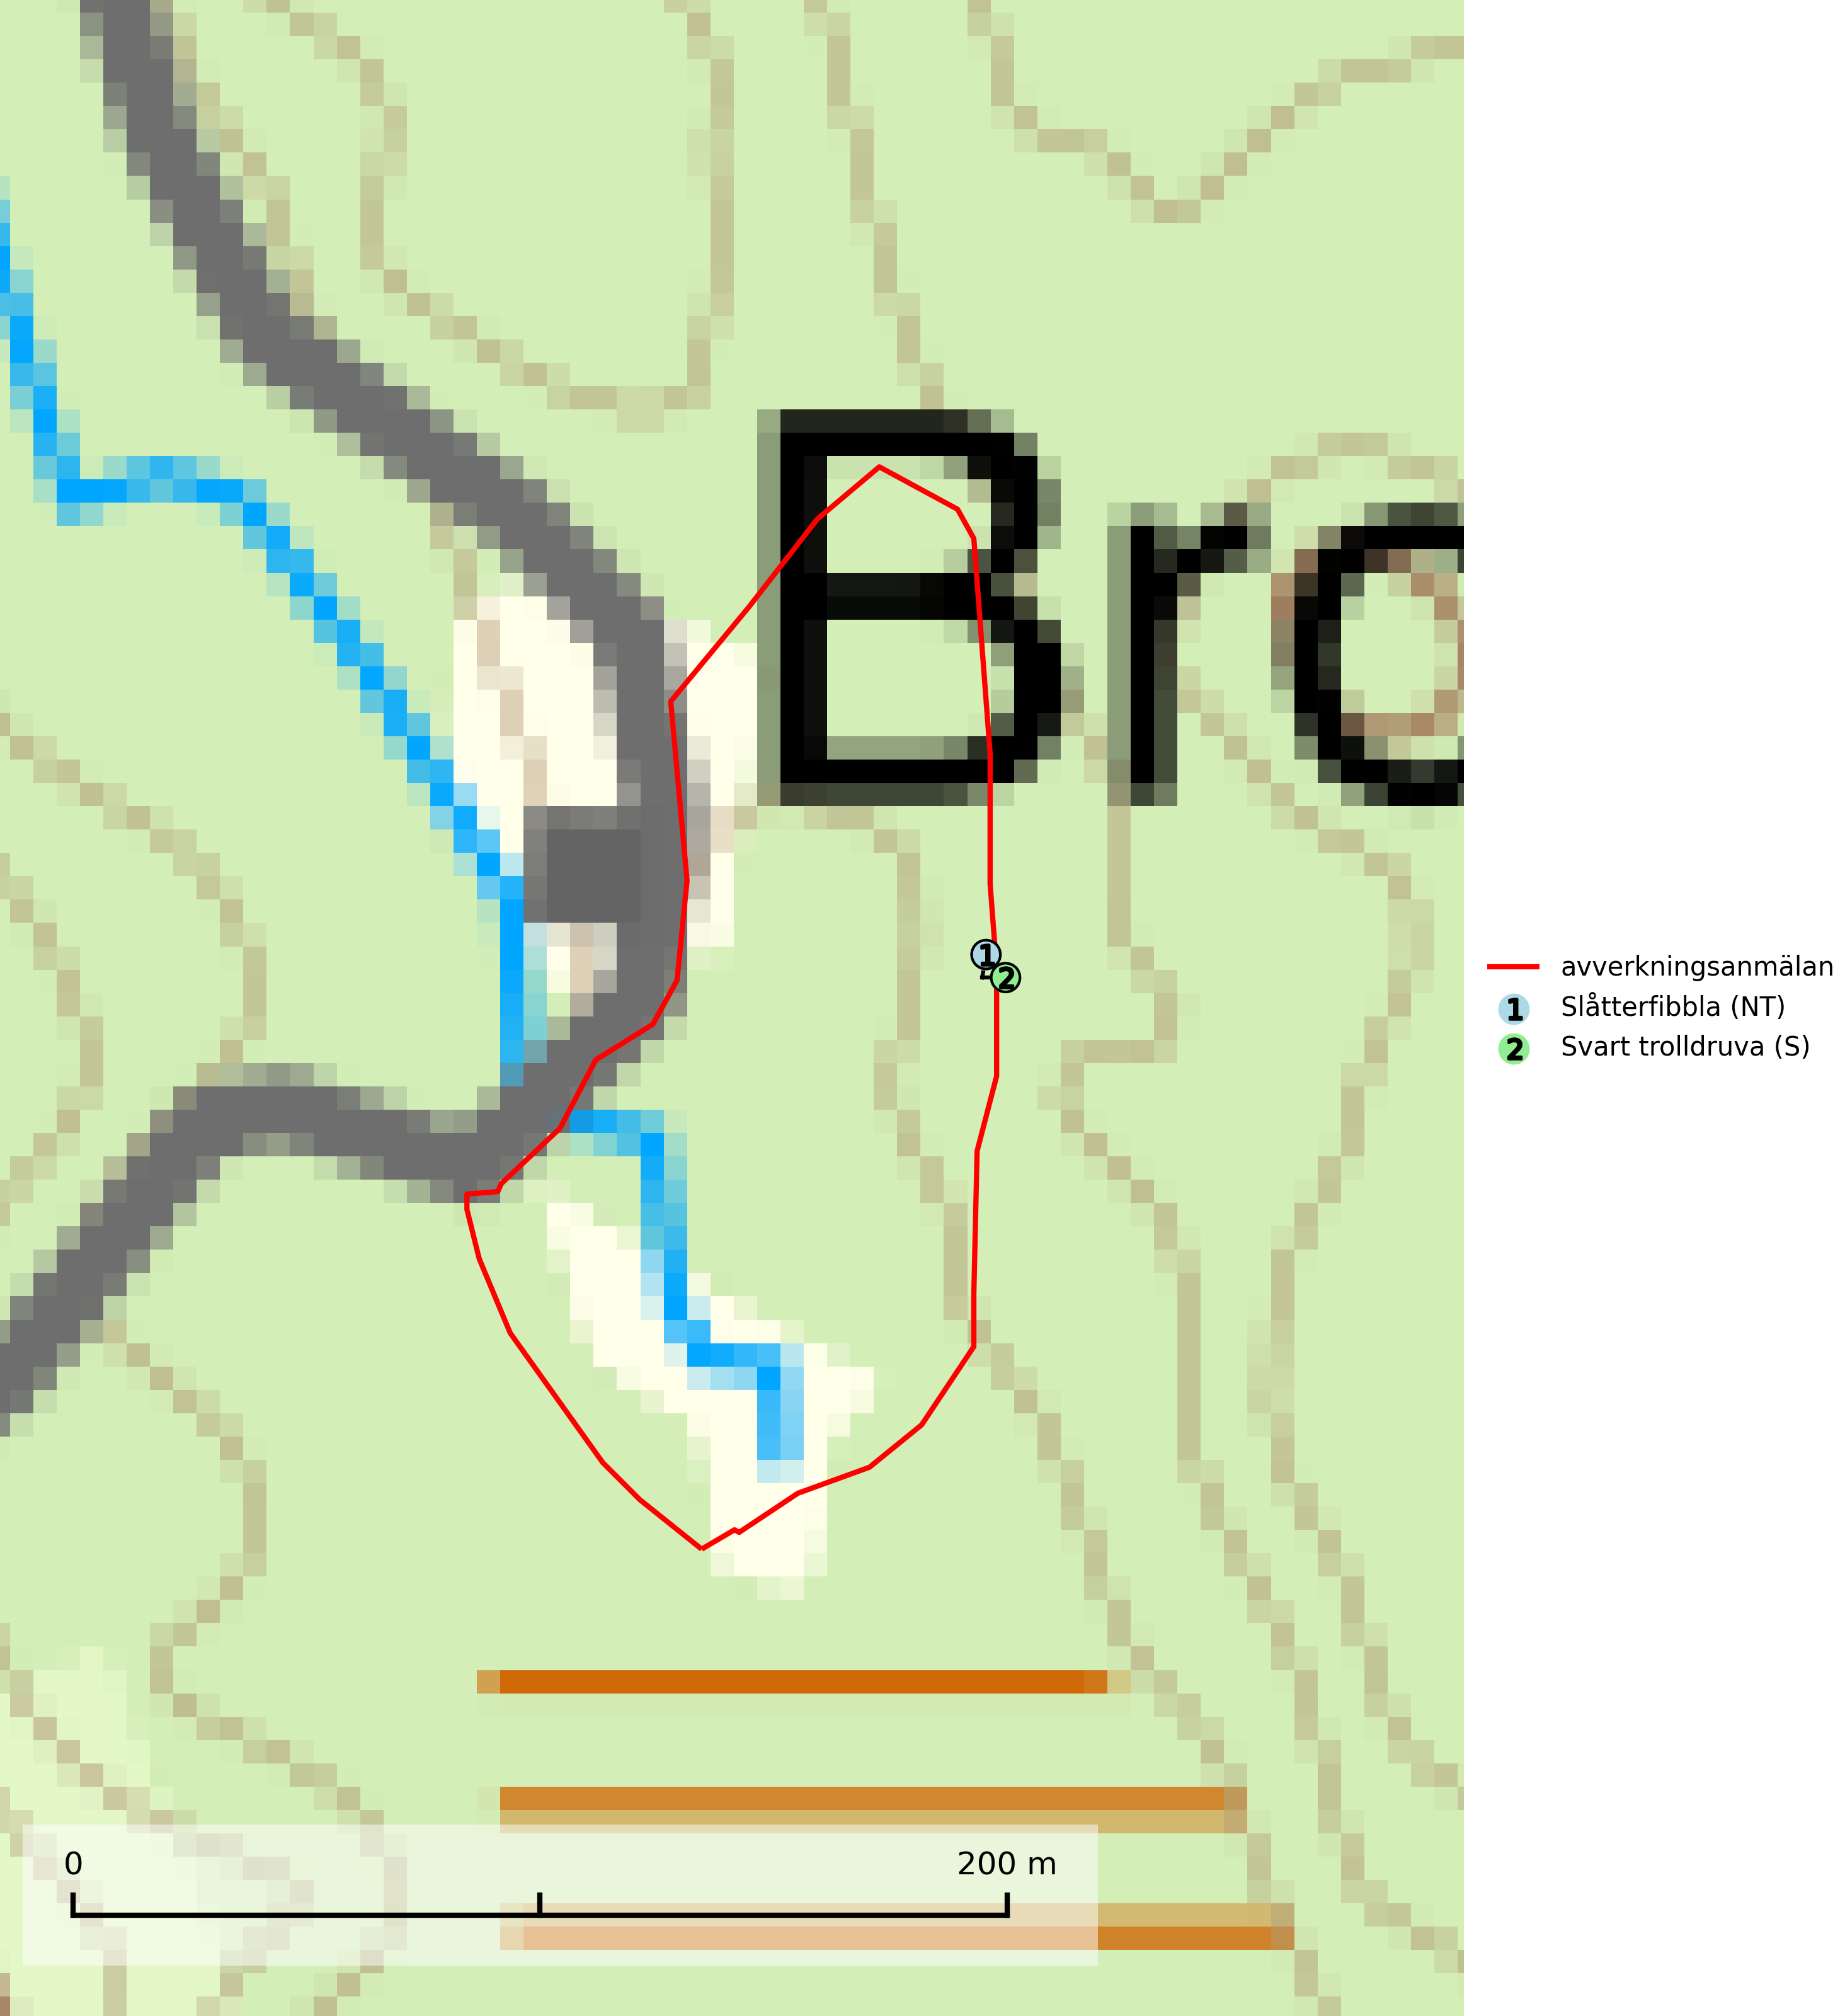 Bro
1
2
avverkningsanmälan
1 Slåtterfibbla (NT)
2 Svart trolldruva (S)
0 200 m